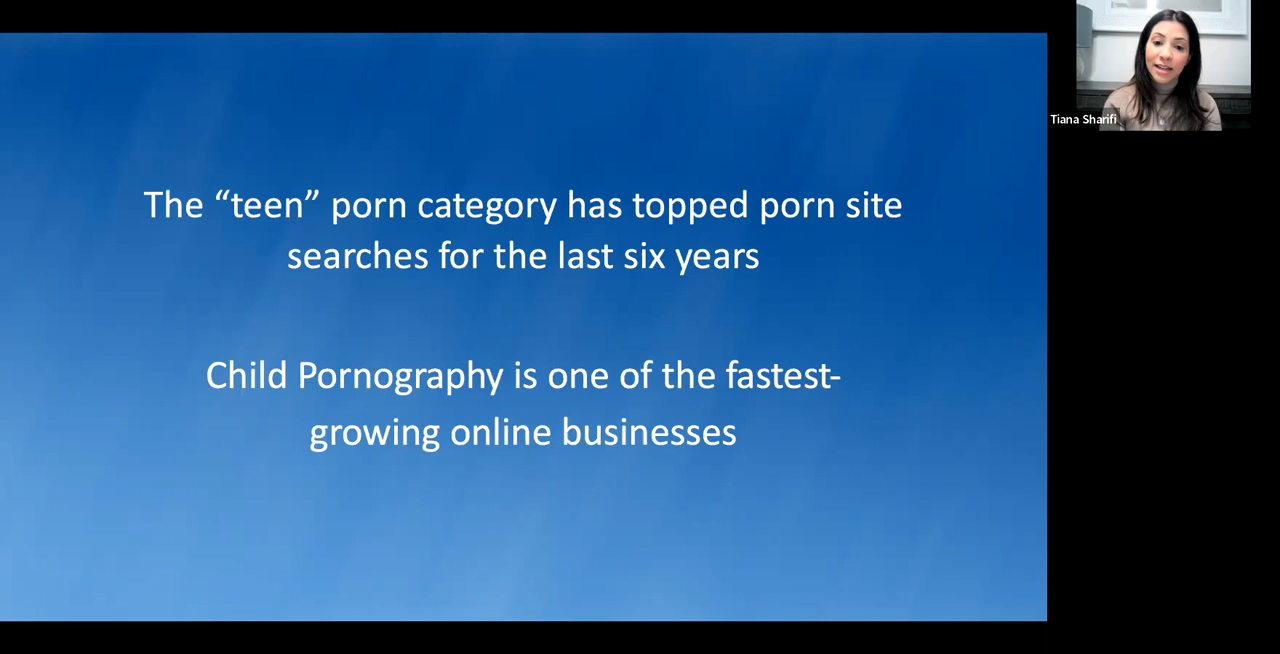 The “teen” porn category has topped porn site
searches for the last six years
Child Pornography is one of the fastest-
growing online businesses
Tiana Sharifi